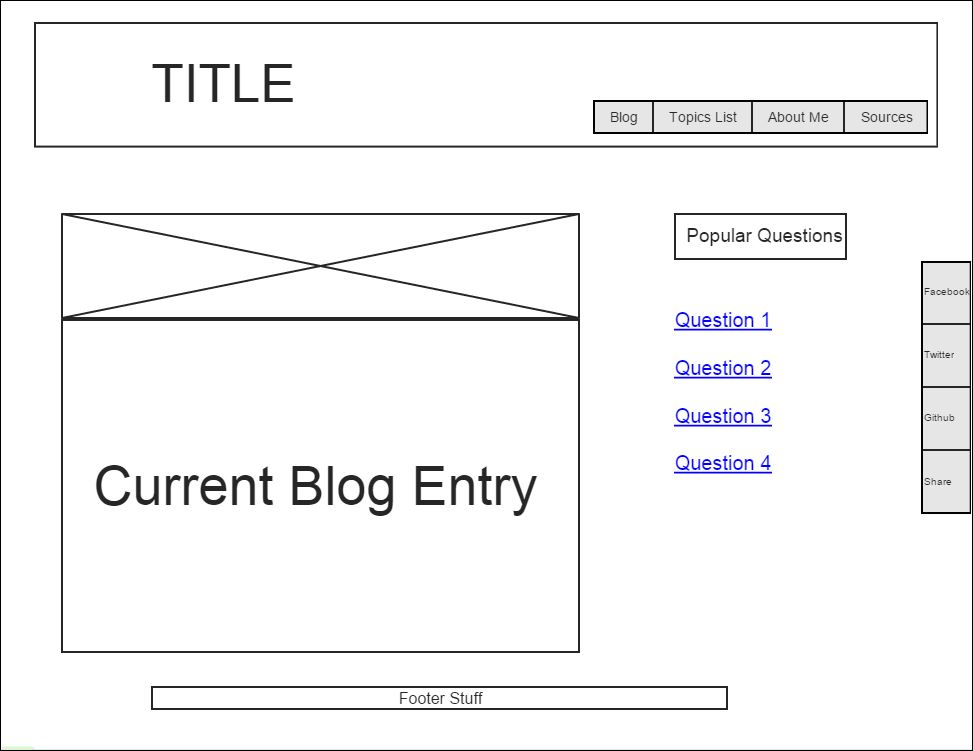 TITLE
Blog Topics List About Me Sources
Popular Questions
Question 1
Question 2
Question 3
Question 4
Current Blog Entry
Facebook
Twitter
Github
Share
Footer Stuff